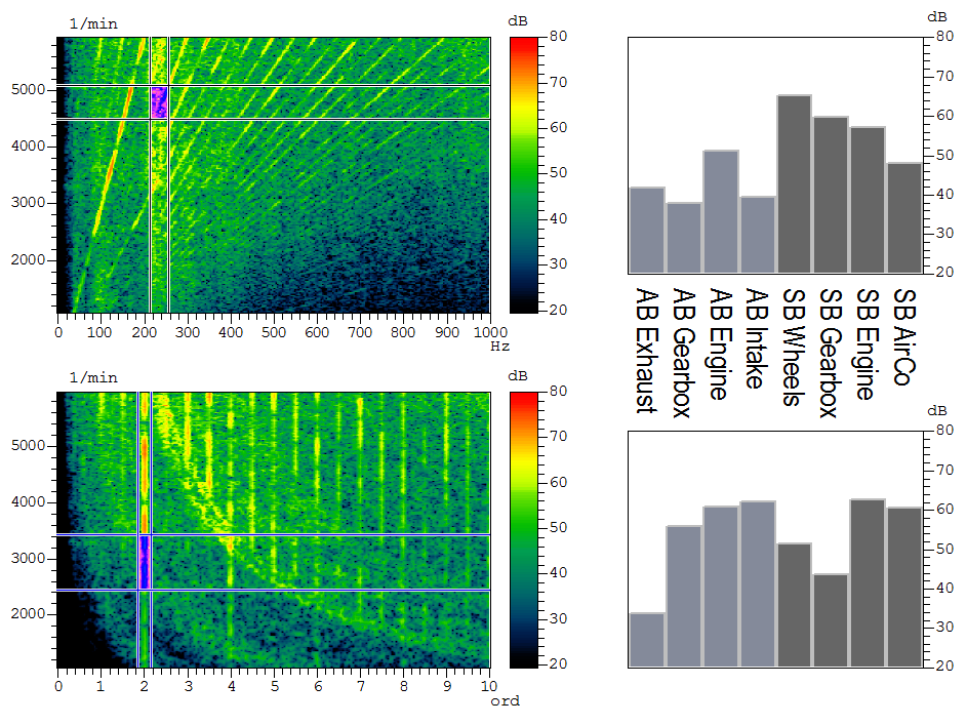 1/min
dB
80
70
60
50
40
30
20
5000
4000
3000
2000
0 100 200 300 400 500 600 700 800 900 1000
Hz
dB
80
70
60
50
40
30
20
AB Exhaust
AB Gearbox
AB Engine
AB Intake
SB Wheels
SB Gearbox
SB Engine
SB AirCo
1/min
dB
80
70
60
50
40
30
20
5000
4000
3000
2000
0 1 2 3 4 5 6 7 8 9 10
ord
dB
80
70
60
50
40
30
20